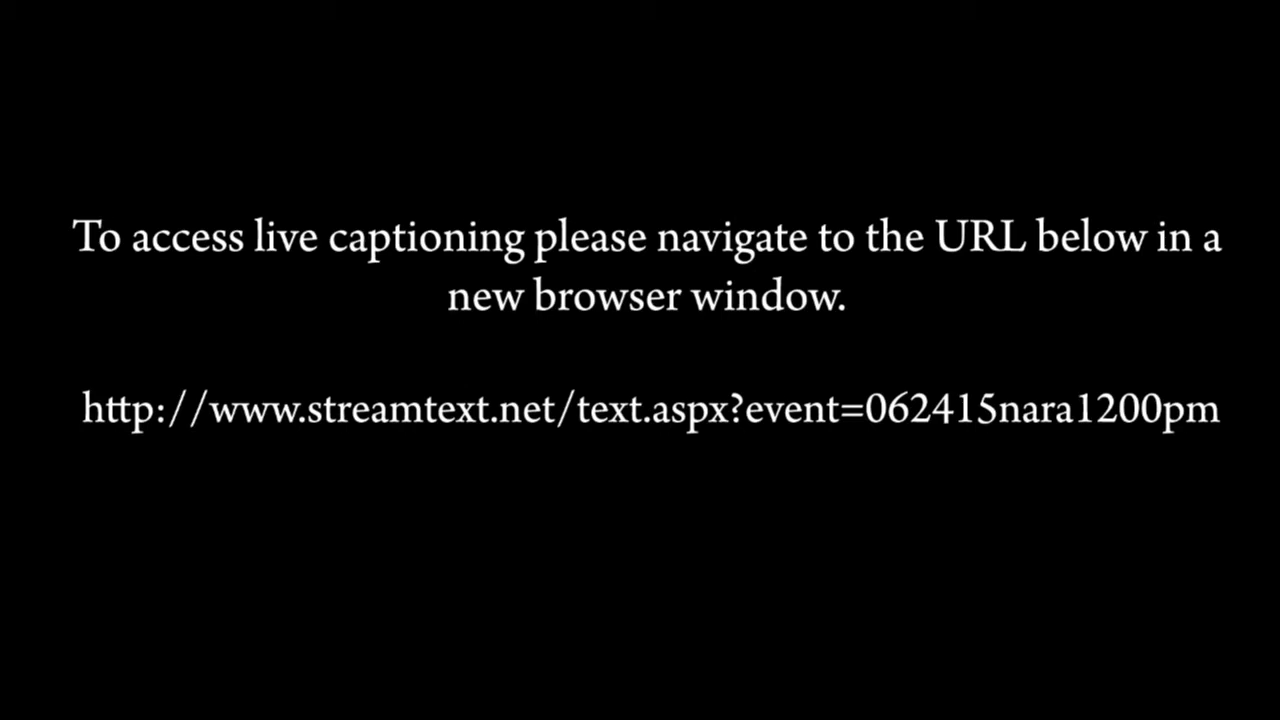 To access live captioning please navigate to the URL below in a
new browser window.
http://www.streamtext.net/text.aspx?event=062415nara1200pm